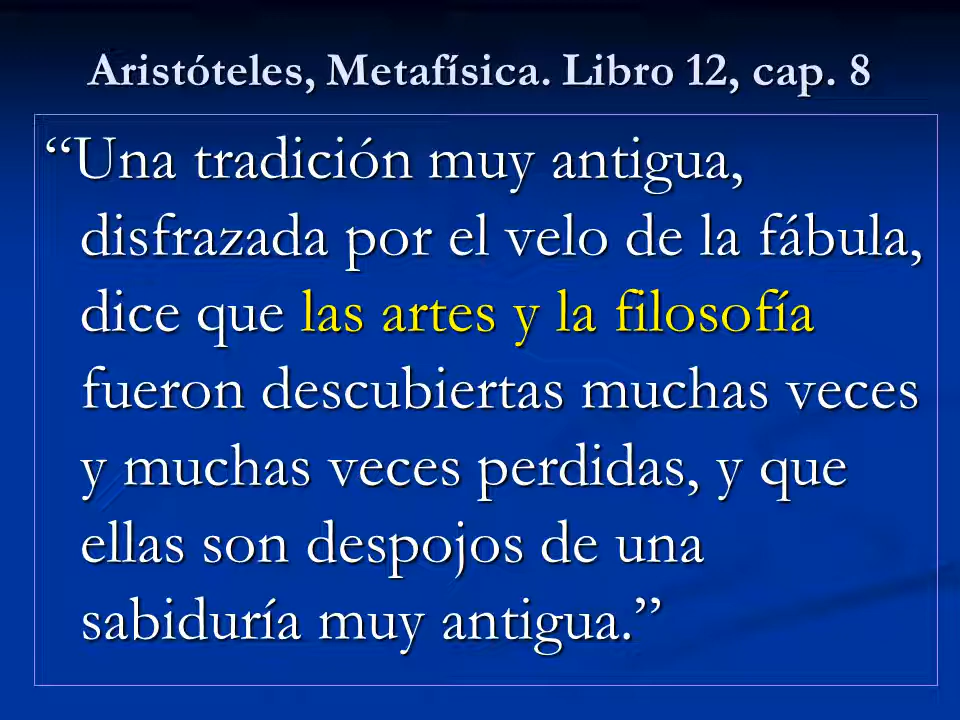 Aristóteles, Metafísica. Libro 12, cap. 8
“Una tradición muy antigua,
disfrazada por el velo de la fábula,
dice que las artes y la filosofía
fueron descubiertas muchas veces
y muchas veces perdidas, y que
ellas son despojos de una
sabiduría muy antigua.”